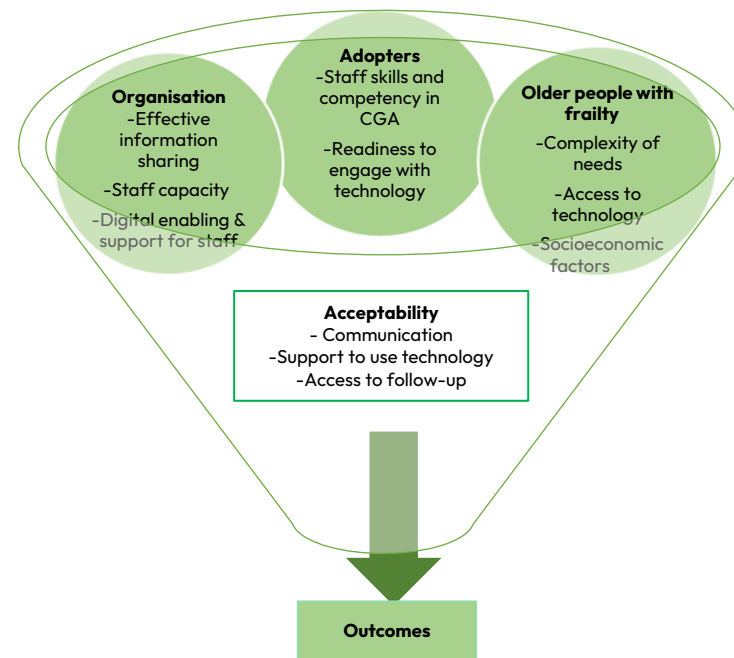 Organisation
-Effective
information
sharing
-Staff capacity
-Digital enabling &
support for staff
Adopters
-Staff skills and
competency in
CGA
-Readiness to
engage with
technology
Older people with
frailty
-Complexity of
needs
-Access to
technology
-Socioeconomic
factors
Acceptability
- Communication
-Support to use technology
-Access to follow-up
Outcomes